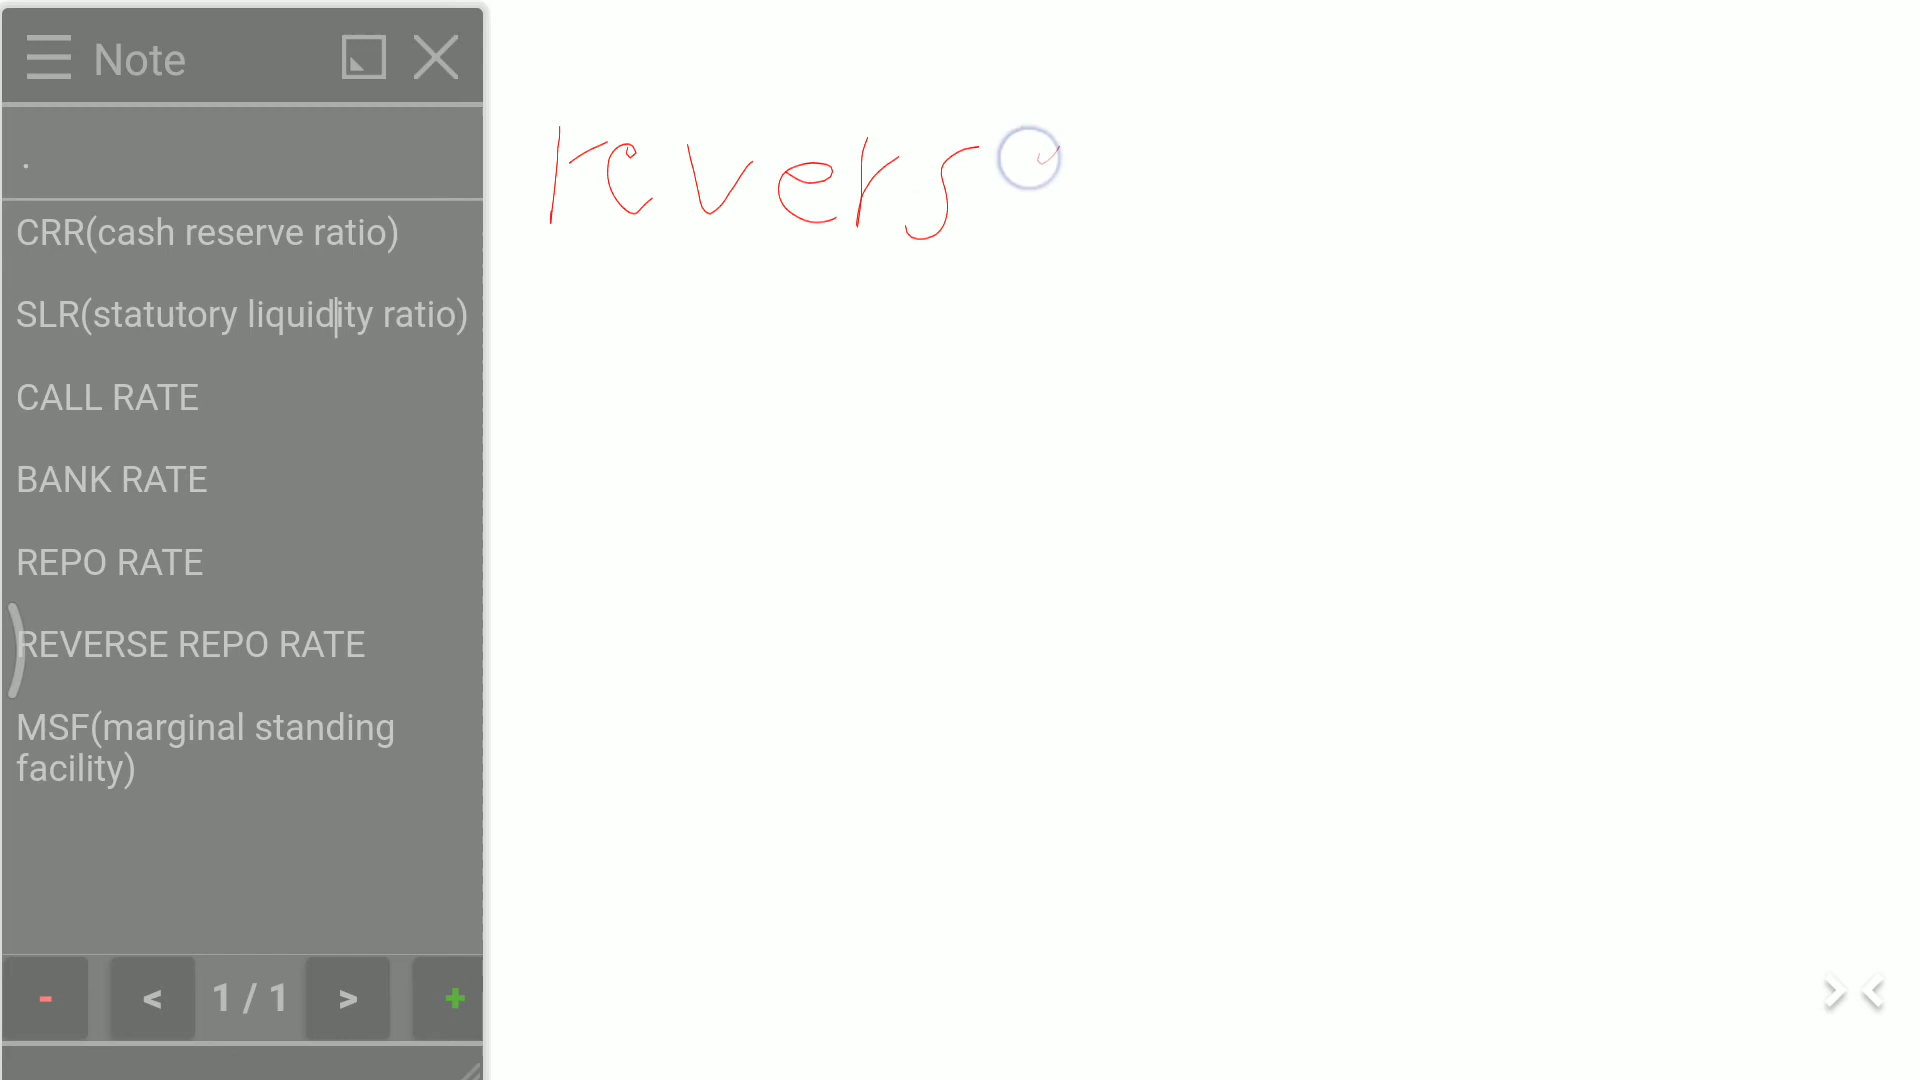 Note
.
CRR(cash reserve ratio)
SLR(statutory liquidity ratio)
CALL RATE
BANK RATE
REPO RATE
REVERSE REPO RATE
MSF(marginal standing
facility)
- < 1 / 1 > +
revers